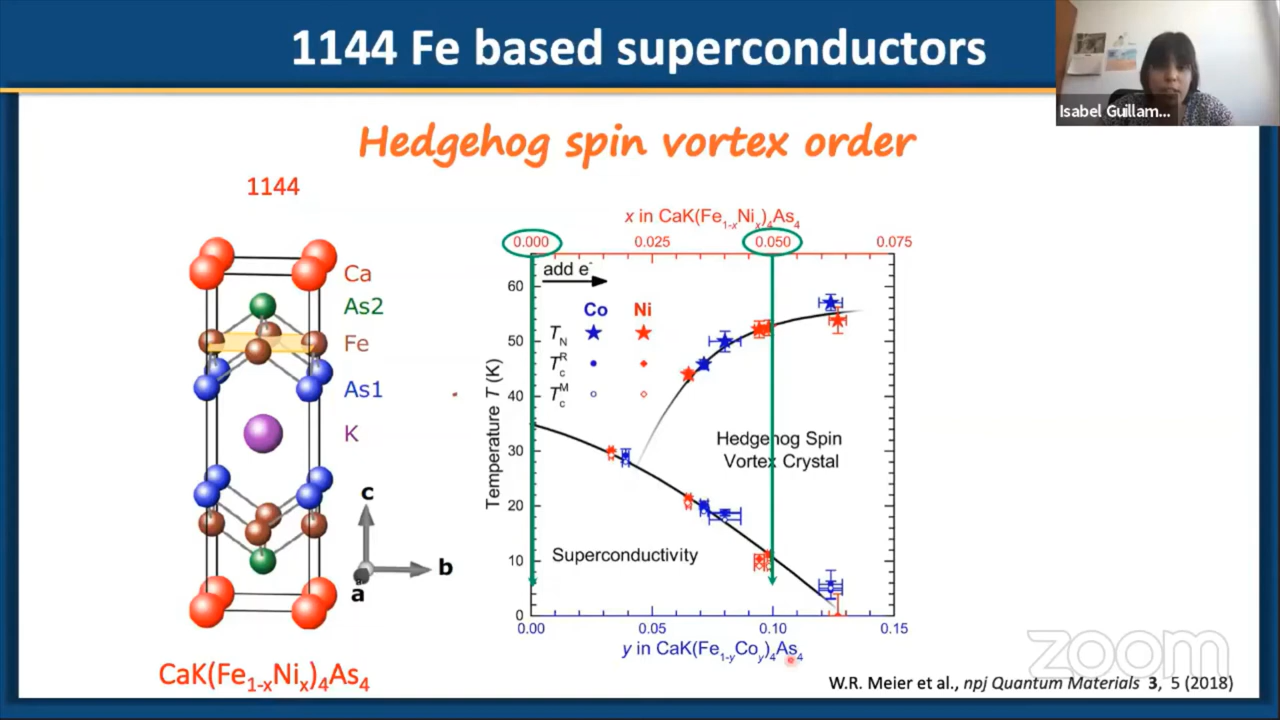 1144 Fe based superconductors
Isabel Guillam...
Hedgehog spin vortex order
1144
Ca
As2
Fe
As1
K
c
b
a
CaK(Fe1-xNix)4As4
x in CaK(Fe1-xNix)4As4
0.000 0.025 0.050 0.075
add e-
Co Ni
TN
TcR
TcM
Temperature T (K)
60
50
40
30
20
10
0
Hedgehog Spin
Vortex Crystal
Superconductivity
0.00 0.05 0.10 0.15
y in CaK(Fe1-yCoy)4As4
zoom
W.R. Meier et al., npj Quantum Materials 3, 5 (2018)